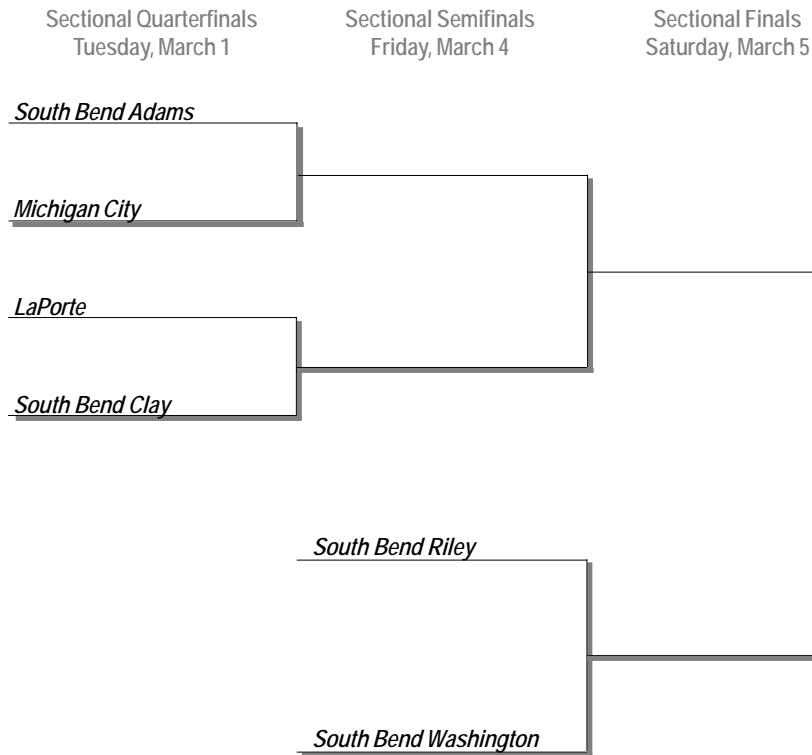 Sectional Quarterfinals
Tuesday, March 1
Sectional Semifinals
Friday, March 4
Sectional Finals
Saturday, March 5
South Bend Adams
Michigan City
LaPorte
South Bend Clay
South Bend Riley
South Bend Washington